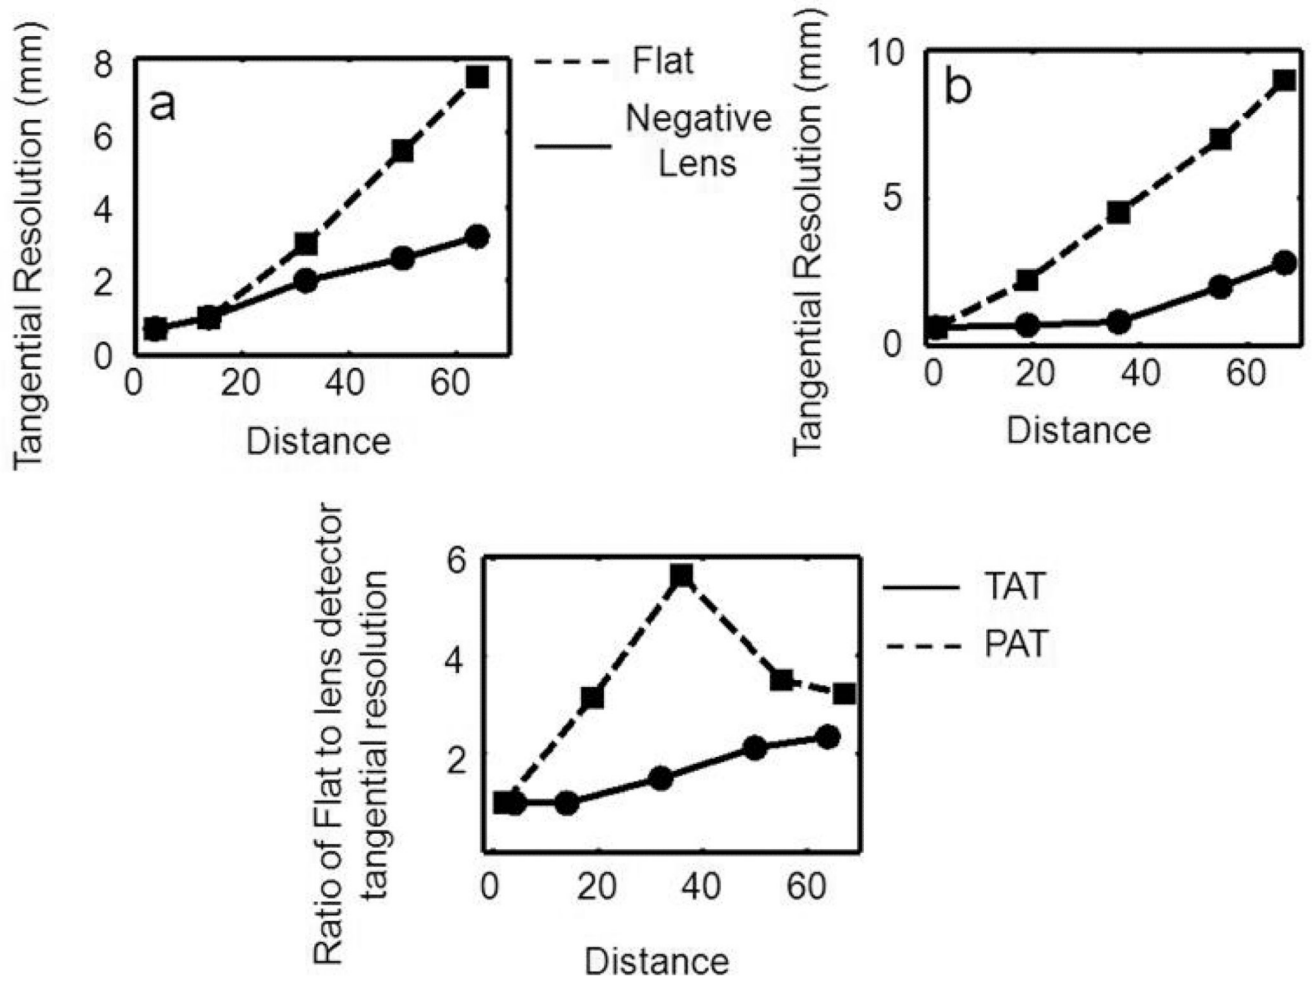 Tangential Resolution (mm)
8
6
4
2
0
a
0 20 40 60
Distance
Flat
Negative
Lens
Tangential Resolution (mm)
10
5
0
b
0 20 40 60
Distance
Ratio of Flat to lens detector
tangential resolution
6
4
2
0 20 40 60
Distance
TAT
PAT